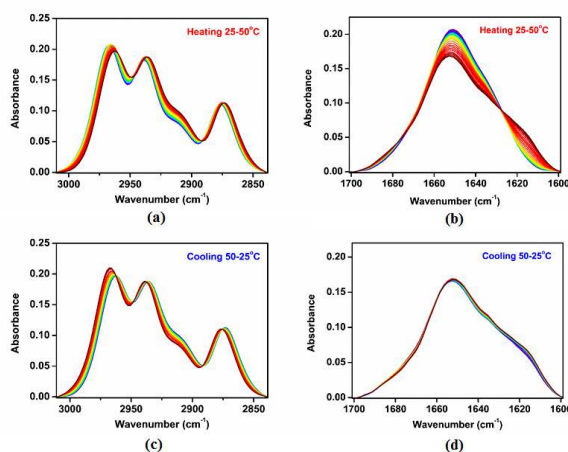 Heating 25-50°C
0.25
0.20
0.15
0.10
0.05
0.00
Absorbance
3000 2950 2900 2850
Wavenumber (cm⁻¹)
(a)
Heating 25-50°C
0.25
0.20
0.15
0.10
0.05
0.00
Absorbance
1700 1680 1660 1640 1620 1600
Wavenumber (cm⁻¹)
(b)
Cooling 50-25°C
0.25
0.20
0.15
0.10
0.05
0.00
Absorbance
3000 2950 2900 2850
Wavenumber (cm⁻¹)
(c)
Cooling 50-25°C
0.25
0.20
0.15
0.10
0.05
0.00
Absorbance
1700 1680 1660 1640 1620 1600
Wavenumber (cm⁻¹)
(d)